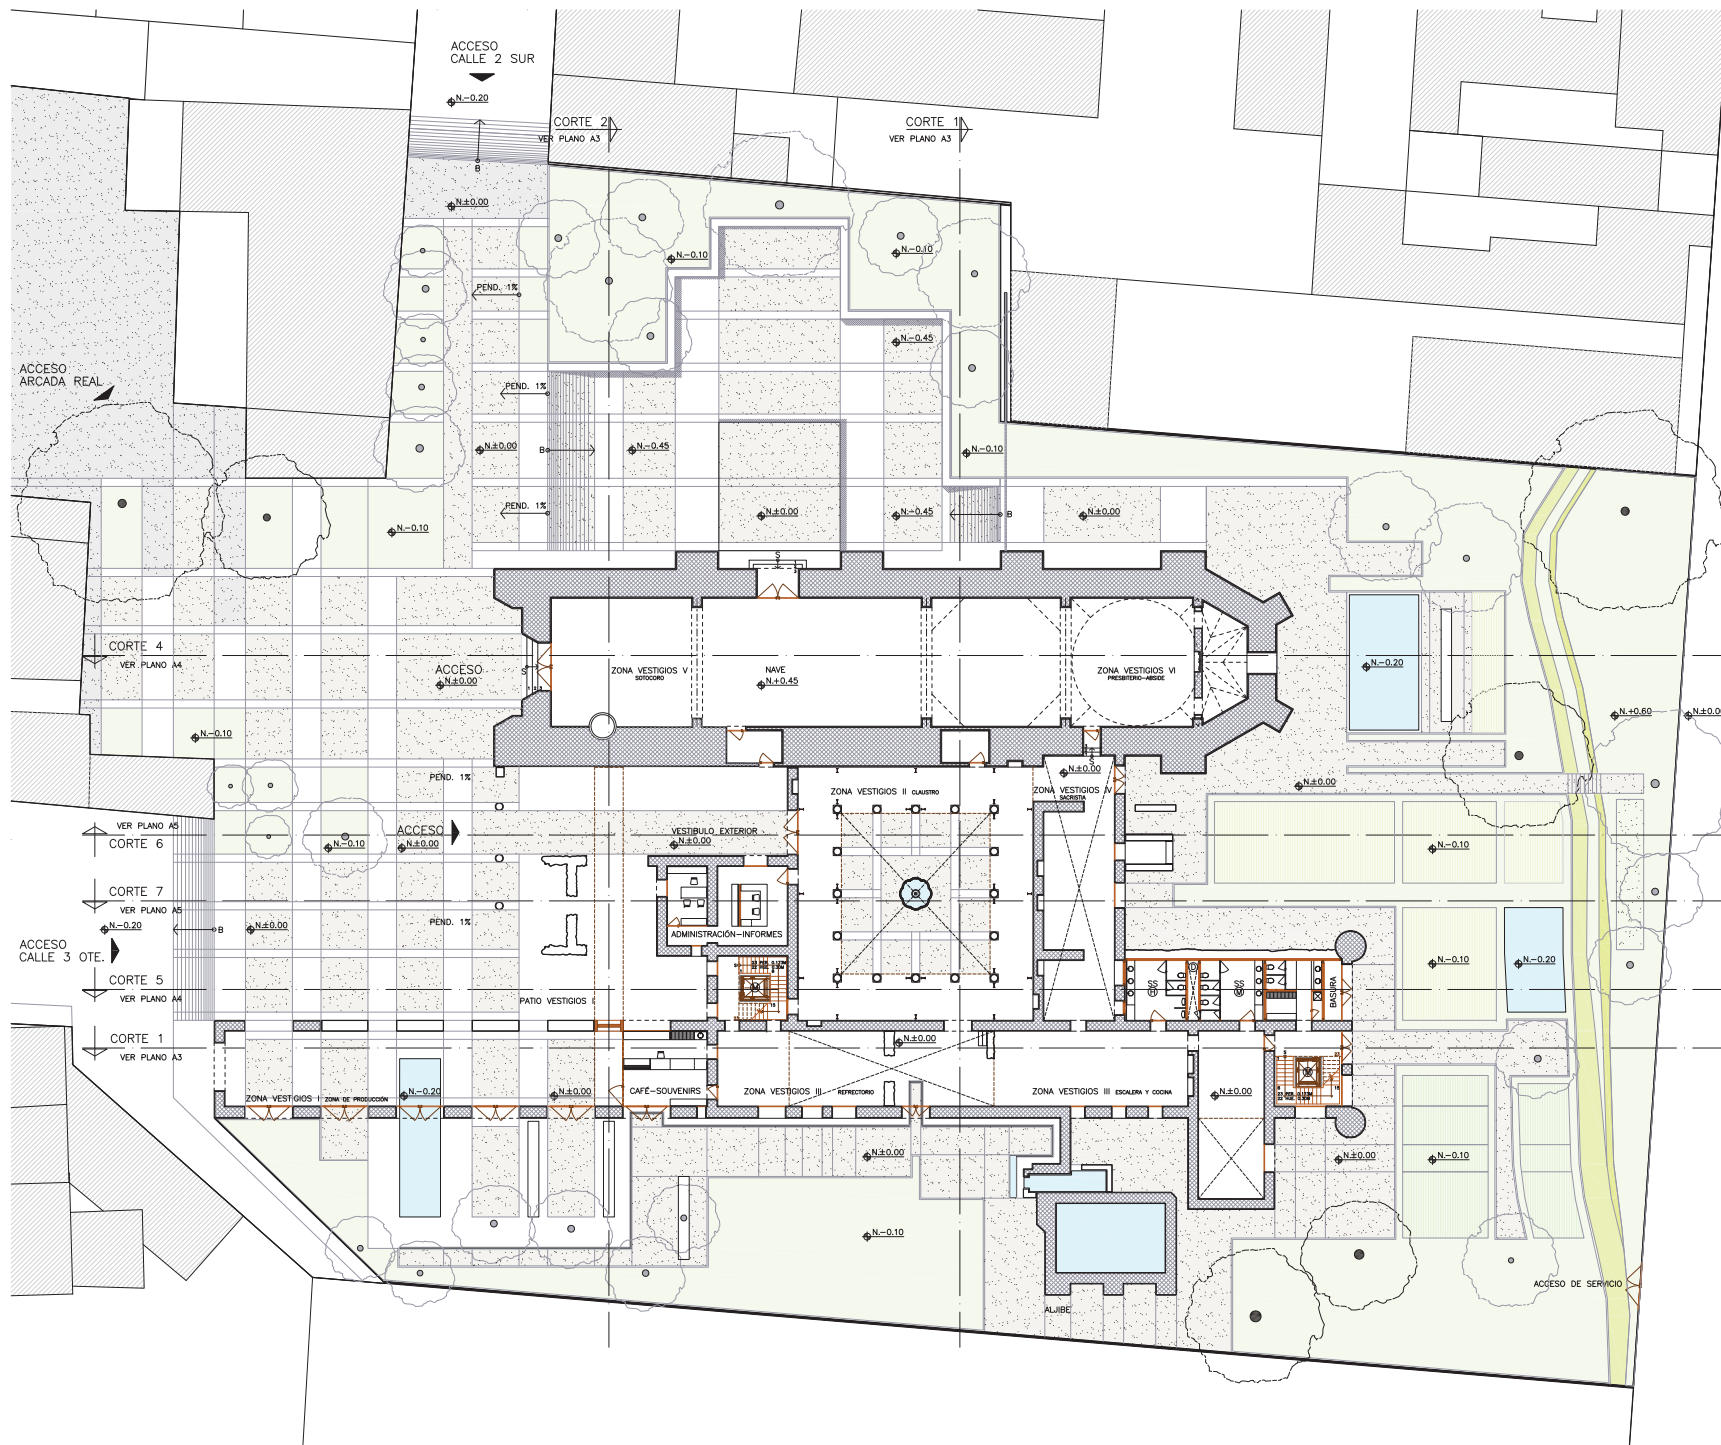 ACCESO
CALLE 2 SUR
N.-0.20
CORTE 2
VER PLANO A3
CORTE 1
VER PLANO A3
B
N.±0.00
N.-0.10
N.-0.10
PEND. 1%
N.-0.45
ACCESO
ARCADA REAL
PEND. 1%
N.±0.00
B
N.-0.45
N.-0.10
PEND. 1%
N.-0.10
N.±0.00
N.-0.45
B
N.±0.00
S
CORTE 4
VER PLANO A4
ACCESO
N.±0.00
S
1 2 3
ZONA VESTIGIOS V
SOTOCORO
NAVE
N.+0.45
ZONA VESTIGIOS VI
PRESBITERIO-ABSIDE
N.-0.20
N.+0.60
N.±0.00
N.-0.10
PEND. 1%
S
N.±0.00
ZONA VESTIGIOS II CLAUSTRO
ZONA VESTIGIOS IV
SACRISTIA
N.±0.00
VER PLANO A5
CORTE 6
ACCESO
N.-0.10
N.±0.00
VESTIBULO EXTERIOR
N.±0.00
N.-0.10
CORTE 7
VER PLANO A5
N.-0.20
B
N.±0.00
PEND. 1%
ADMINISTRACIÓN-INFORMES
ACCESO
CALLE 3 OTE.
N.-0.10
N.-0.20
CORTE 5
VER PLANO A4
PATIO VESTIGIOS I
SS
H
D
SS
M
BASURA
CORTE 1
VER PLANO A3
N.±0.00
N.-0.20
N.±0.00
CAFÉ-SOUVENIRS
ZONA VESTIGIOS I ZONA DE PRODUCCIÓN
ZONA VESTIGIOS III REFRECTORIO
ZONA VESTIGIOS III ESCALERA Y COCINA
N.±0.00
N.±0.00
N.±0.00
N.-0.10
N.-0.10
ACCESO DE SERVICIO
ALJIBE